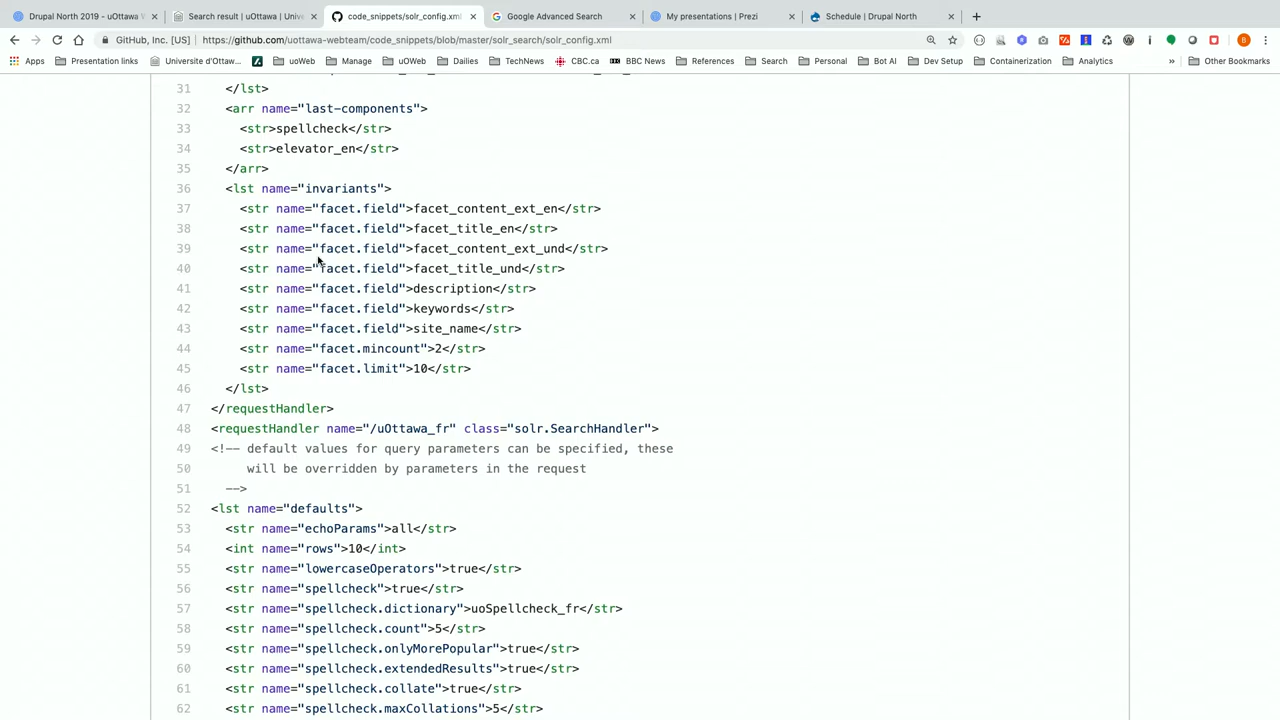 Drupal North 2019 - uOttawa W
Search result | uOttawa | Unive
code_snippets/solr_config.xml
Google Advanced Search
My presentations | Prezi
Schedule | Drupal North
GitHub, Inc. [US] | https://github.com/uottawa-webteam/code_snippets/blob/master/solr_search/solr_config.xml
Apps Presentation links Universite d'Ottaw... uoWeb Manage uOWeb Dailies TechNews CBC.ca BBC News References Search Personal Bot AI Dev Setup Containerization Analytics » Other Bookmarks
31 </lst>
32 <arr name="last-components">
33 <str>spellcheck</str>
34 <str>elevator_en</str>
35 </arr>
36 <lst name="invariants">
37 <str name="facet.field">facet_content_ext_en</str>
38 <str name="facet.field">facet_title_en</str>
39 <str name="facet.field">facet_content_ext_und</str>
40 <str name="facet.field">facet_title_und</str>
41 <str name="facet.field">description</str>
42 <str name="facet.field">keywords</str>
43 <str name="facet.field">site_name</str>
44 <str name="facet.mincount">2</str>
45 <str name="facet.limit">10</str>
46 </lst>
47 </requestHandler>
48 <requestHandler name="/uOttawa_fr" class="solr.SearchHandler">
49 <!-- default values for query parameters can be specified, these
50 will be overridden by parameters in the request
51 -->
52 <lst name="defaults">
53 <str name="echoParams">all</str>
54 <int name="rows">10</int>
55 <str name="lowercaseOperators">true</str>
56 <str name="spellcheck">true</str>
57 <str name="spellcheck.dictionary">uoSpellcheck_fr</str>
58 <str name="spellcheck.count">5</str>
59 <str name="spellcheck.onlyMorePopular">true</str>
60 <str name="spellcheck.extendedResults">true</str>
61 <str name="spellcheck.collate">true</str>
62 <str name="spellcheck.maxCollations">5</str>